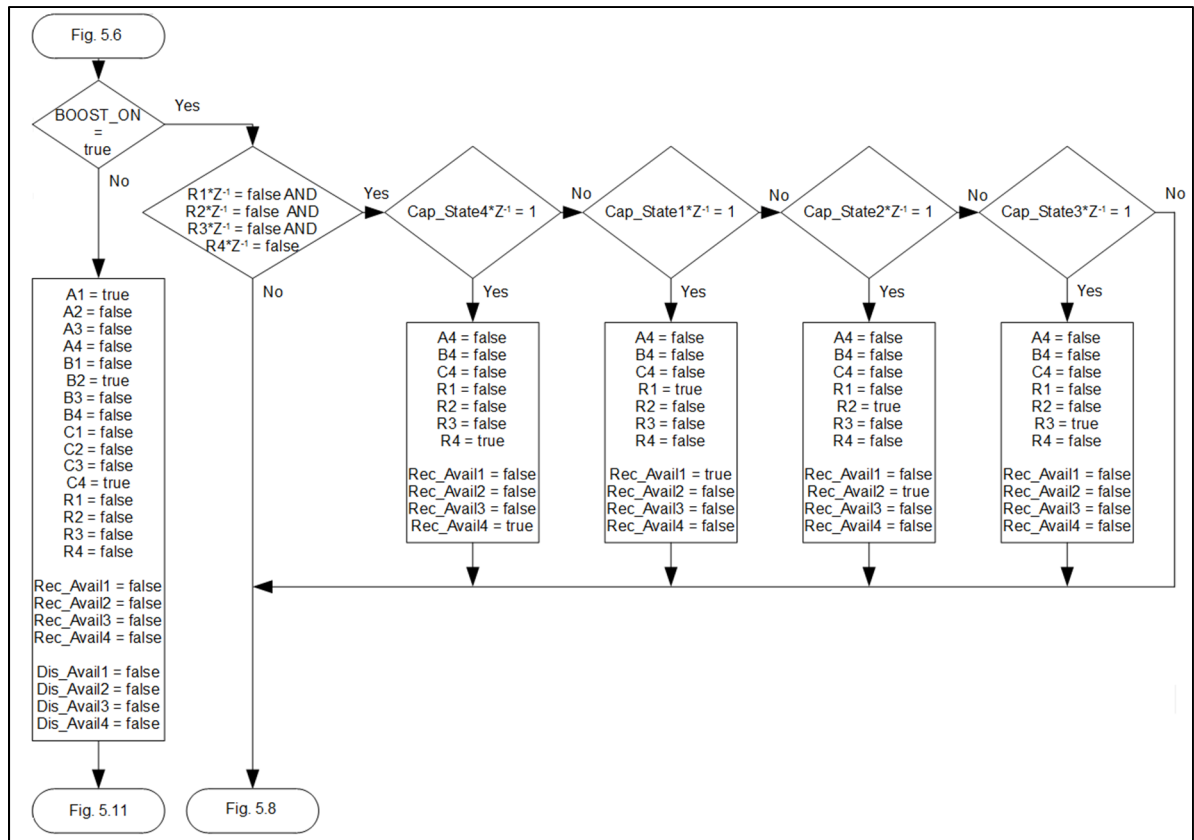 Fig. 5.6
BOOST_ON
=
true
Yes
No
R1*Z⁻¹ = false AND
R2*Z⁻¹ = false AND
R3*Z⁻¹ = false AND
R4*Z⁻¹ = false
Yes
No
Cap_State4*Z⁻¹ = 1
No
Yes
Cap_State1*Z⁻¹ = 1
No
Yes
Cap_State2*Z⁻¹ = 1
No
Yes
Cap_State3*Z⁻¹ = 1
No
Yes
A1 = true
A2 = false
A3 = false
A4 = false
B1 = false
B2 = true
B3 = false
B4 = false
C1 = false
C2 = false
C3 = false
C4 = true
R1 = false
R2 = false
R3 = false
R4 = false
Rec_Avail1 = false
Rec_Avail2 = false
Rec_Avail3 = false
Rec_Avail4 = false
Dis_Avail1 = false
Dis_Avail2 = false
Dis_Avail3 = false
Dis_Avail4 = false
A4 = false
B4 = false
C4 = false
R1 = false
R2 = false
R3 = false
R4 = true
Rec_Avail1 = false
Rec_Avail2 = false
Rec_Avail3 = false
Rec_Avail4 = true
A4 = false
B4 = false
C4 = false
R1 = true
R2 = false
R3 = false
R4 = false
Rec_Avail1 = true
Rec_Avail2 = false
Rec_Avail3 = false
Rec_Avail4 = false
A4 = false
B4 = false
C4 = false
R1 = false
R2 = true
R3 = false
R4 = false
Rec_Avail1 = false
Rec_Avail2 = true
Rec_Avail3 = false
Rec_Avail4 = false
A4 = false
B4 = false
C4 = false
R1 = false
R2 = false
R3 = true
R4 = false
Rec_Avail1 = false
Rec_Avail2 = false
Rec_Avail3 = false
Rec_Avail4 = false
Fig. 5.11
Fig. 5.8